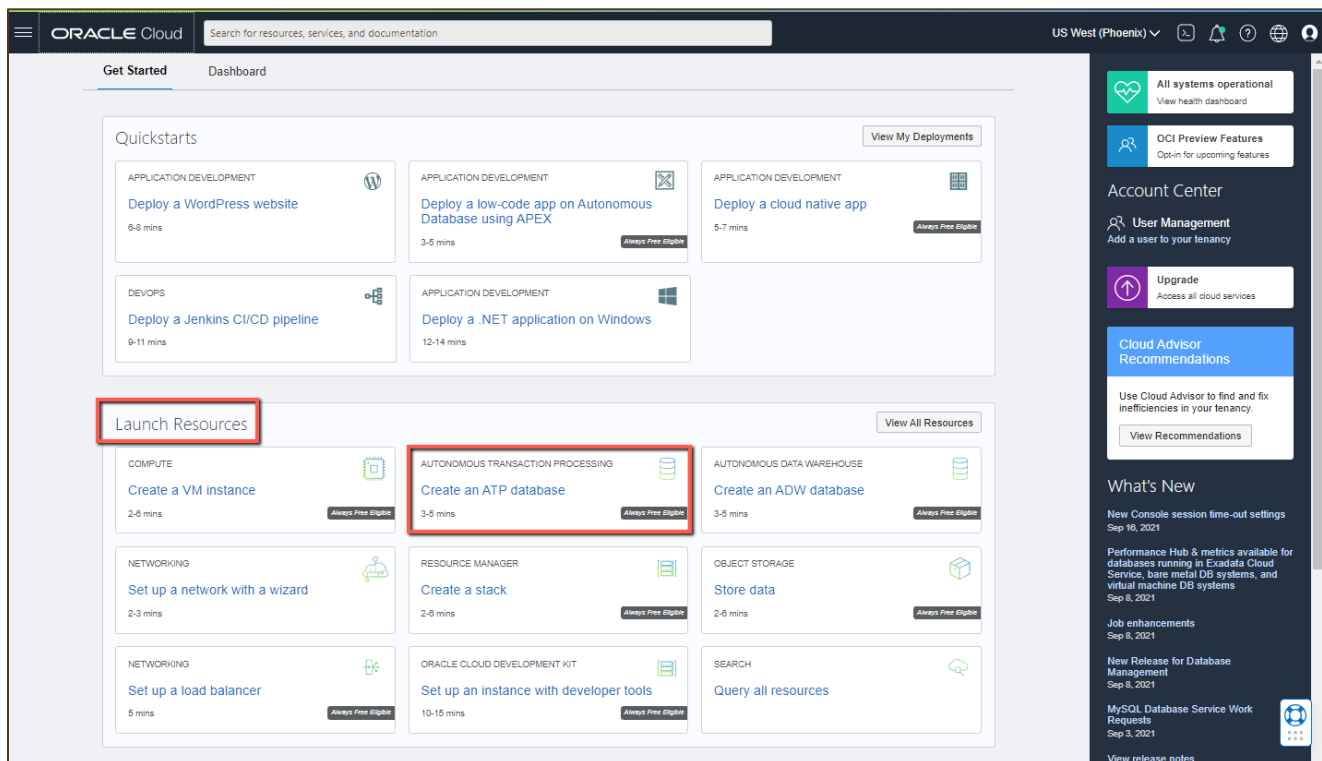 ORACLE Cloud
Search for resources, services, and documentation
US West (Phoenix)
Get Started
Dashboard
Quickstarts
View My Deployments
APPLICATION DEVELOPMENT
Deploy a WordPress website
6-8 mins
APPLICATION DEVELOPMENT
Deploy a low-code app on Autonomous
Database using APEX
3-5 mins
Always Free Eligible
APPLICATION DEVELOPMENT
Deploy a cloud native app
5-7 mins
Always Free Eligible
DEVOPS
Deploy a Jenkins CI/CD pipeline
9-11 mins
APPLICATION DEVELOPMENT
Deploy a .NET application on Windows
12-14 mins
Launch Resources
View All Resources
COMPUTE
Create a VM instance
2-6 mins
Always Free Eligible
AUTONOMOUS TRANSACTION PROCESSING
Create an ATP database
3-5 mins
Always Free Eligible
AUTONOMOUS DATA WAREHOUSE
Create an ADW database
3-5 mins
Always Free Eligible
NETWORKING
Set up a network with a wizard
2-3 mins
RESOURCE MANAGER
Create a stack
2-6 mins
Always Free Eligible
OBJECT STORAGE
Store data
2-6 mins
Always Free Eligible
NETWORKING
Set up a load balancer
5 mins
Always Free Eligible
ORACLE CLOUD DEVELOPMENT KIT
Set up an instance with developer tools
10-15 mins
Always Free Eligible
SEARCH
Query all resources
All systems operational
View health dashboard
OCI Preview Features
Opt-in for upcoming features
Account Center
User Management
Add a user to your tenancy
Upgrade
Access all cloud services
Cloud Advisor
Recommendations
Use Cloud Advisor to find and fix
inefficiencies in your tenancy.
View Recommendations
What's New
New Console session time-out settings
Sep 16, 2021
Performance Hub & metrics available for
databases running in Exadata Cloud
Service, bare metal DB systems, and
virtual machine DB systems
Sep 8, 2021
Job enhancements
Sep 8, 2021
New Release for Database
Management
Sep 8, 2021
MySQL Database Service Work
Requests
Sep 3, 2021
View release notes